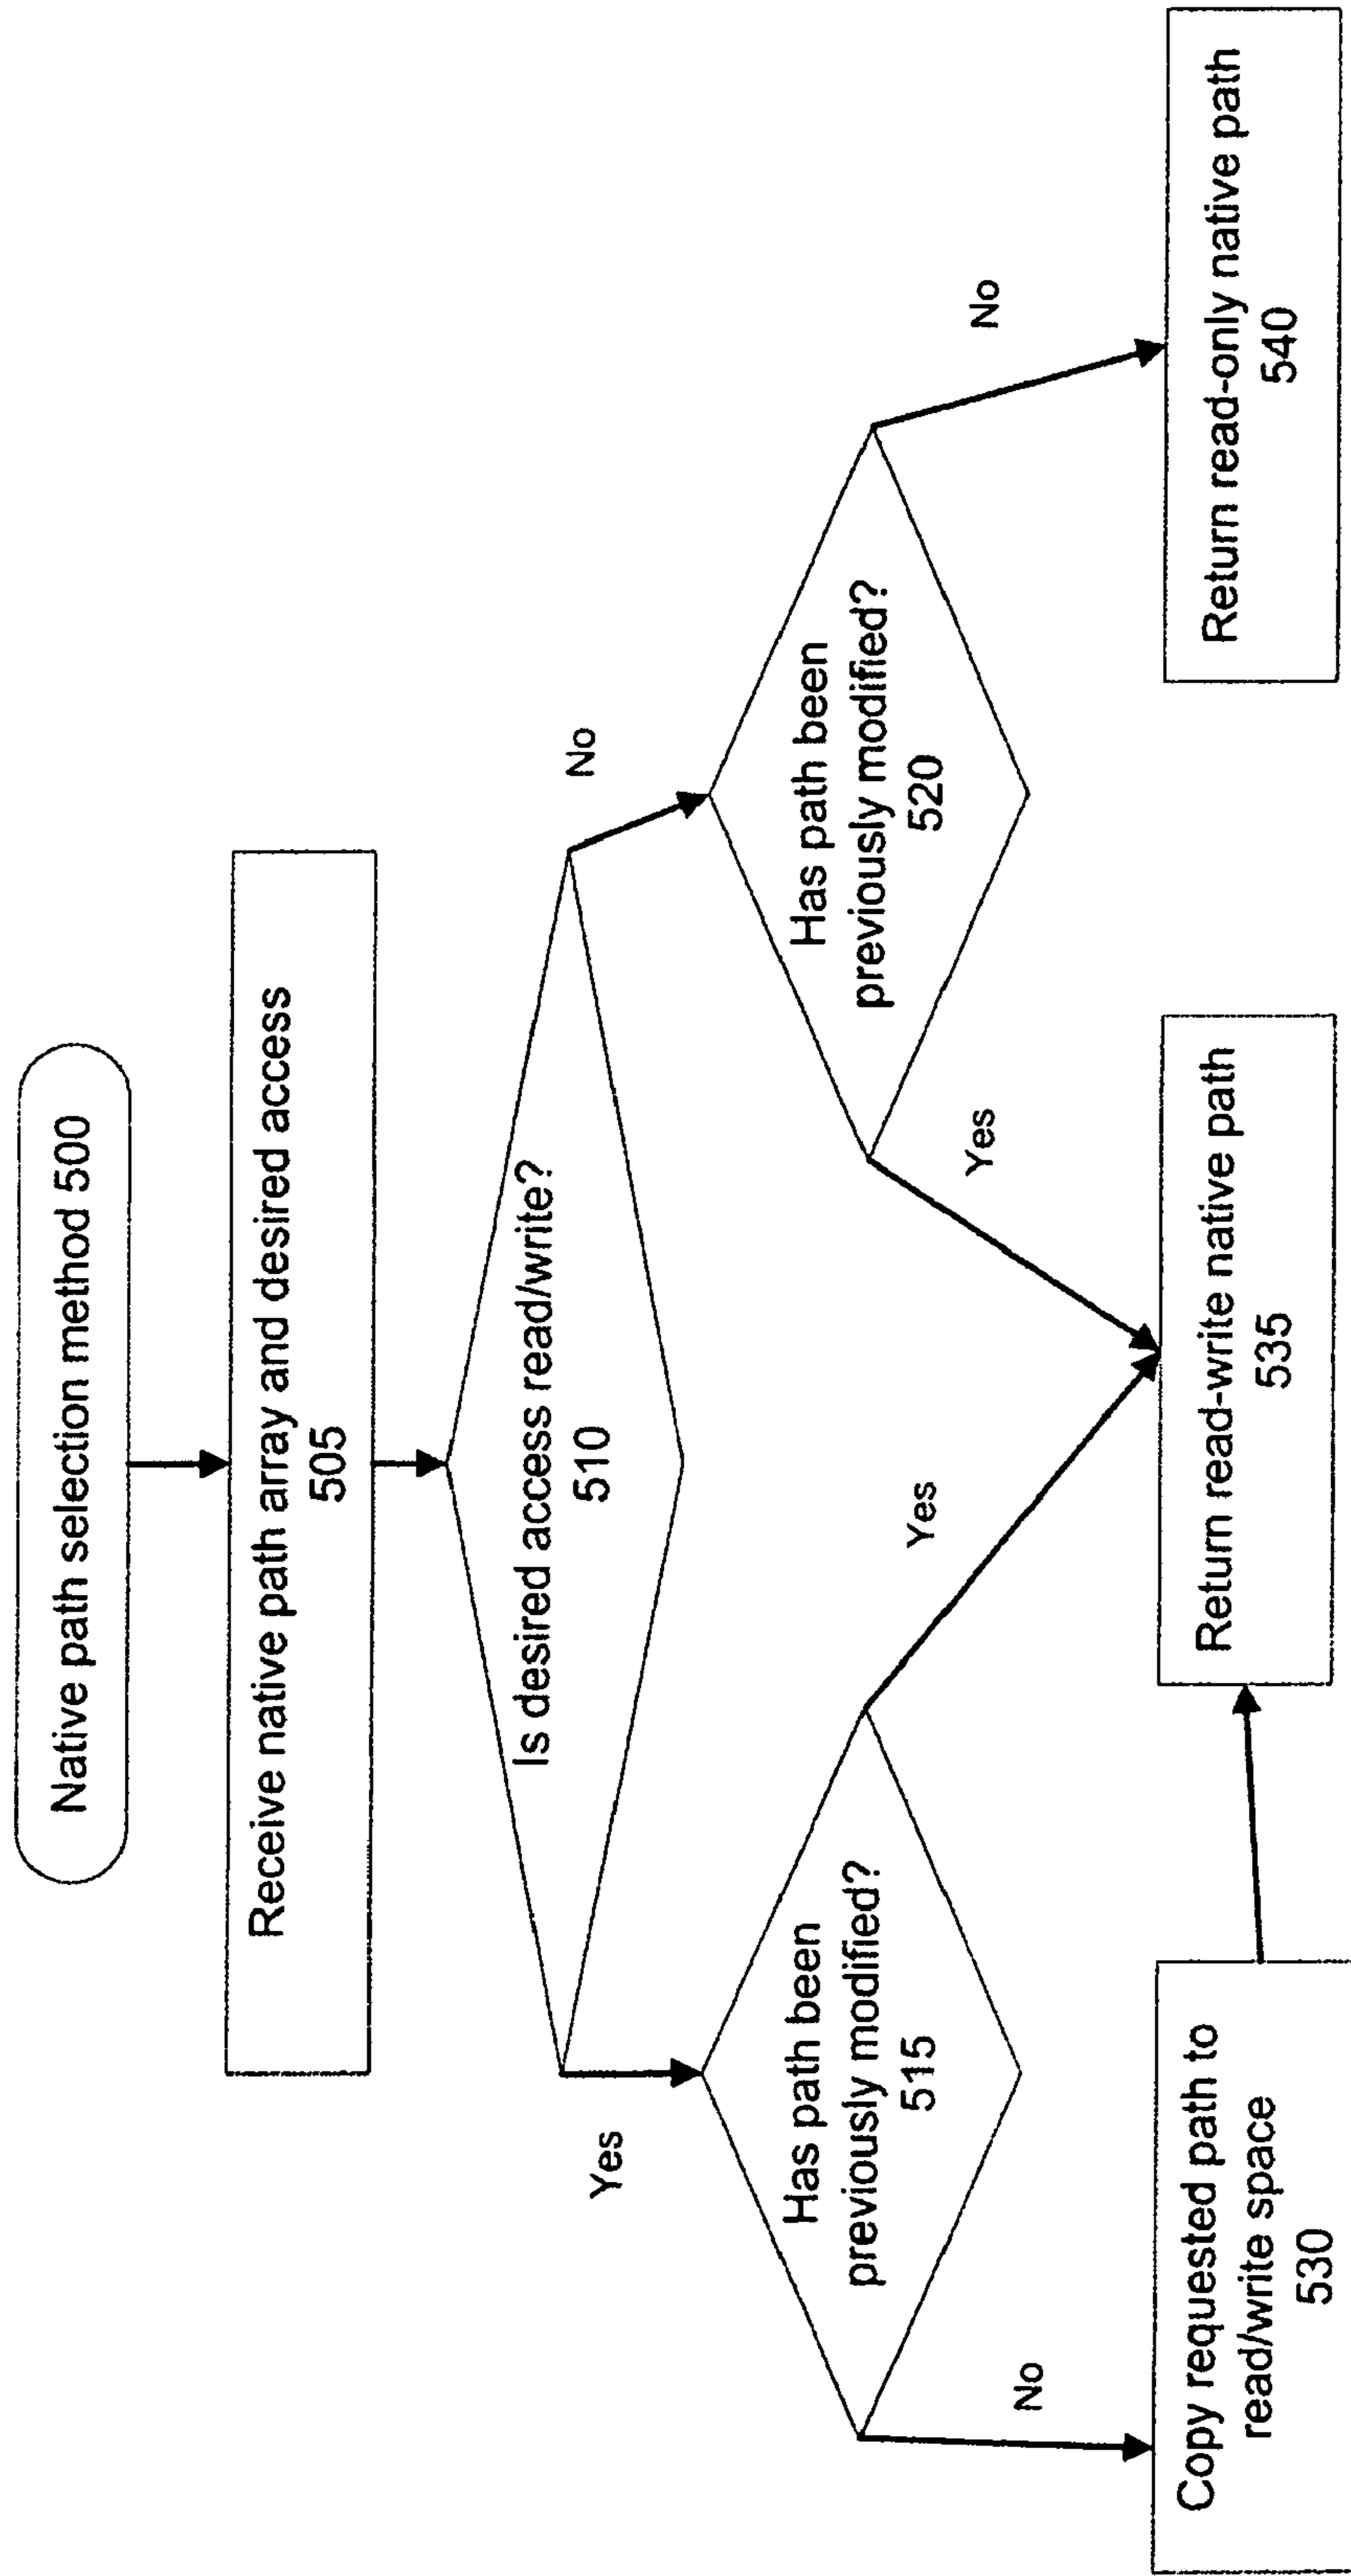 Native path selection method 500
Receive native path array and desired access
505
Is desired access read/write?
510
Yes
No
Has path been
previously modified?
515
Has path been
previously modified?
520
No
Yes
Yes
No
Copy requested path to
read/write space
530
Return read-write native path
535
Return read-only native path
540